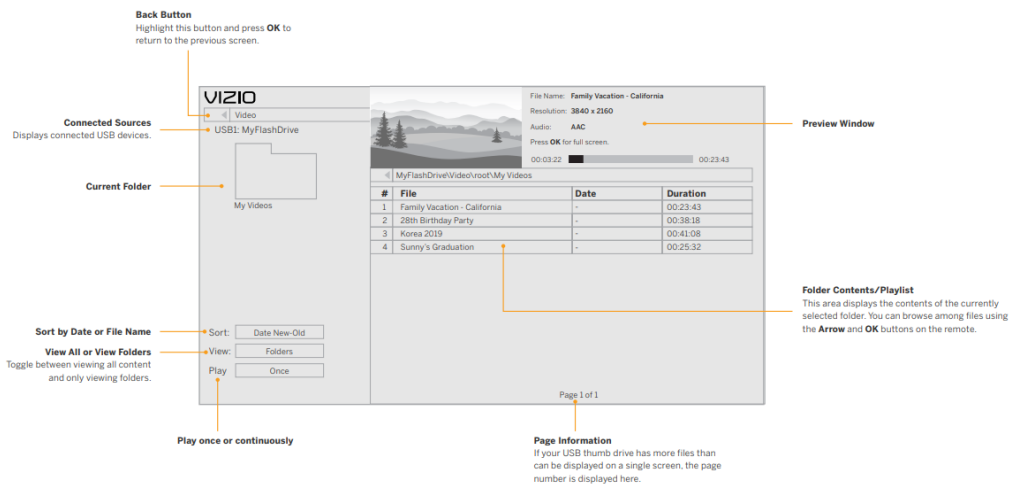 Back Button
Highlight this button and press OK to
return to the previous screen.
VIZIO
Video
Connected Sources
Displays connected USB devices.
USB1: MyFlashDrive
Current Folder
My Videos
File Name: Family Vacation - California
Resolution: 3840 x 2160
Audio: AAC
Press OK for full screen.
00:03:22 00:23:43
Preview Window
MyFlashDrive\Video\root\My Videos
# File Date Duration
1 Family Vacation - California - 00:23:43
2 28th Birthday Party - 00:38:18
3 Korea 2019 - 00:41:08
4 Sunny's Graduation - 00:25:32
Folder Contents/Playlist
This area displays the contents of the currently
selected folder. You can browse among files using
the Arrow and OK buttons on the remote.
Sort by Date or File Name
Sort: Date New-Old
View All or View Folders
Toggle between viewing all content
and only viewing folders.
View: Folders
Play Once
Play once or continuously
Page 1 of 1
Page Information
If your USB thumb drive has more files than
can be displayed on a single screen, the page
number is displayed here.